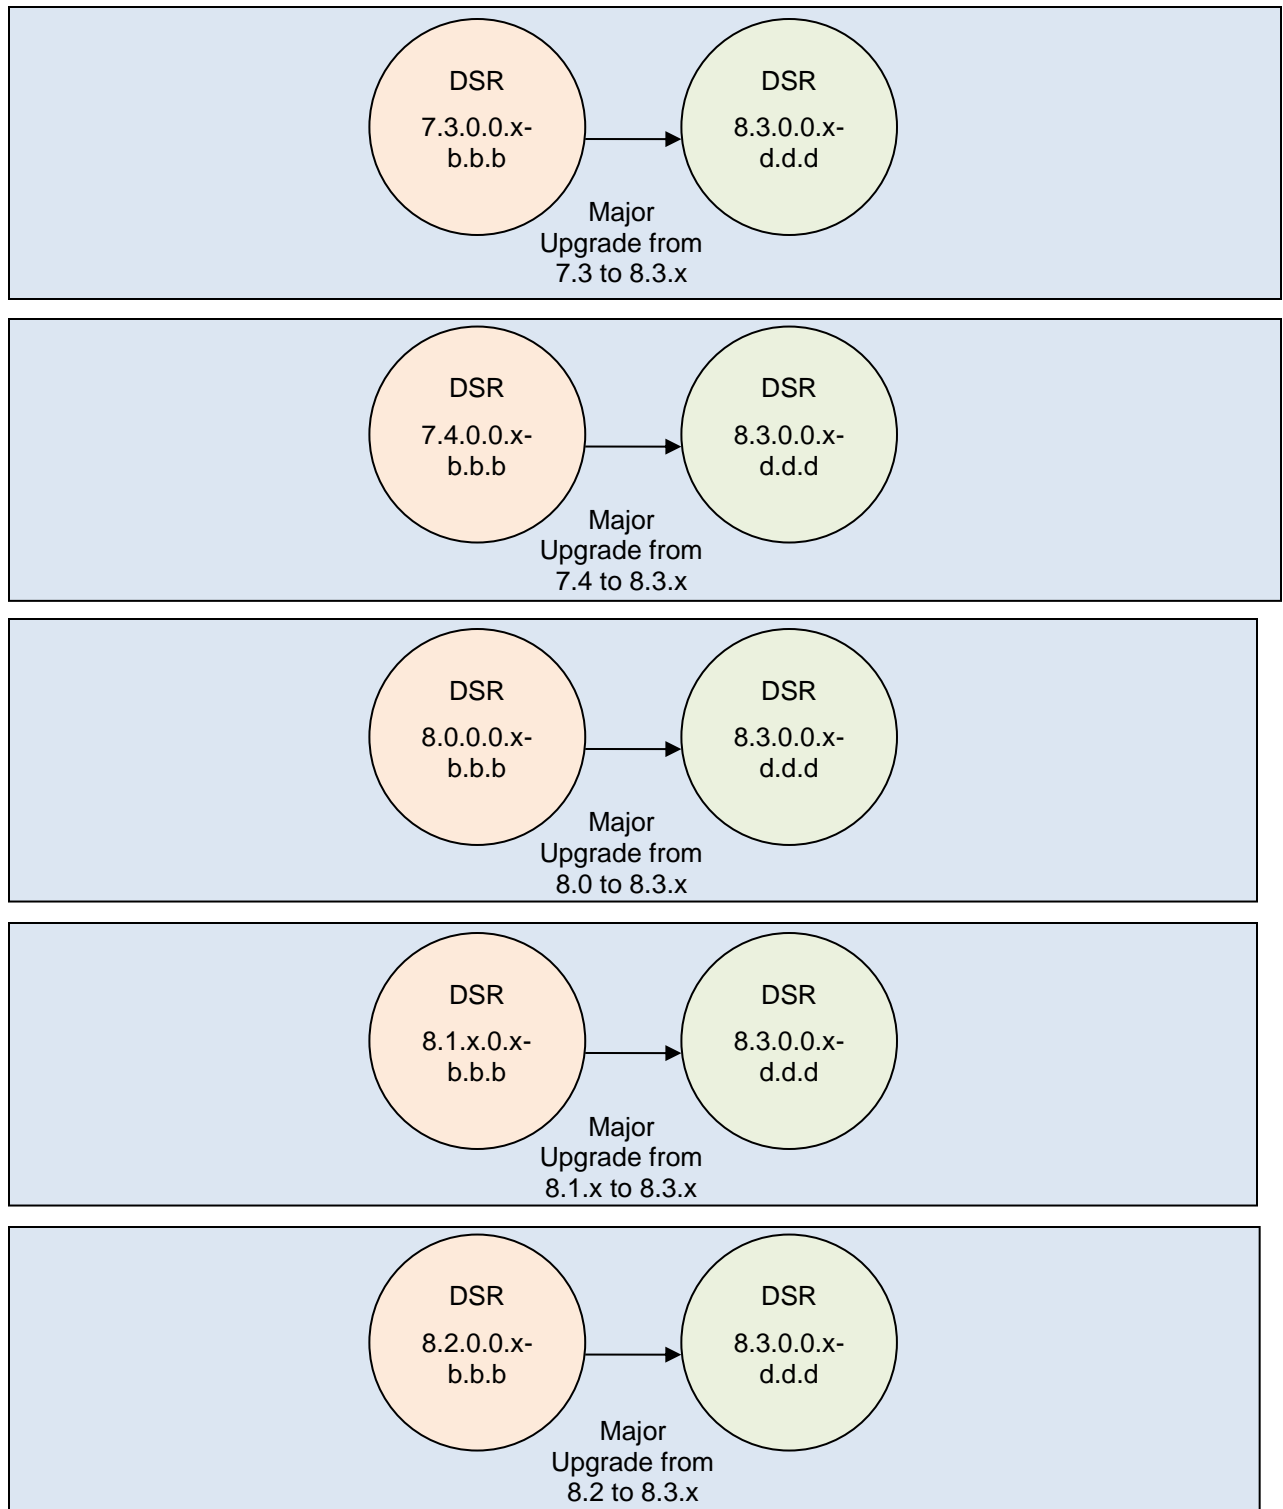 DSR
7.3.0.0.x-
b.b.b
DSR
8.3.0.0.x-
d.d.d
Major
Upgrade from
7.3 to 8.3.x
DSR
7.4.0.0.x-
b.b.b
DSR
8.3.0.0.x-
d.d.d
Major
Upgrade from
7.4 to 8.3.x
DSR
8.0.0.0.x-
b.b.b
DSR
8.3.0.0.x-
d.d.d
Major
Upgrade from
8.0 to 8.3.x
DSR
8.1.x.0.x-
b.b.b
DSR
8.3.0.0.x-
d.d.d
Major
Upgrade from
8.1.x to 8.3.x
DSR
8.2.0.0.x-
b.b.b
DSR
8.3.0.0.x-
d.d.d
Major
Upgrade from
8.2 to 8.3.x